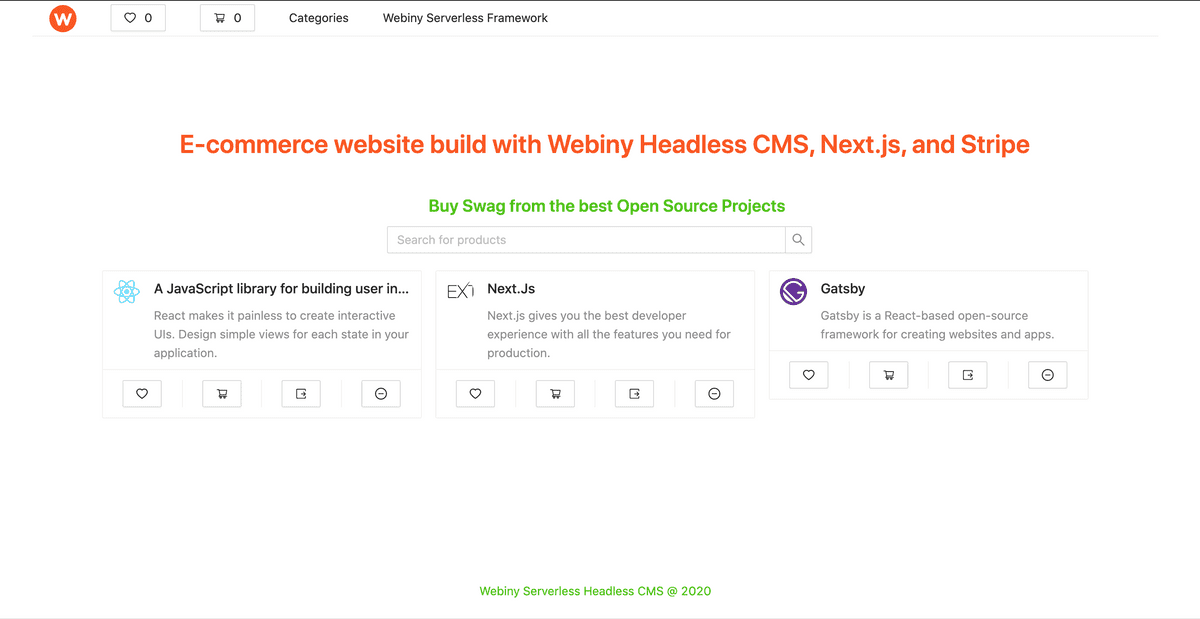 W 0 0 Categories Webiny Serverless Framework
E-commerce website build with Webiny Headless CMS, Next.js, and Stripe
Buy Swag from the best Open Source Projects
Search for products
A JavaScript library for building user in...
React makes it painless to create interactive
UIs. Design simple views for each state in your
application.
EX
Next.Js
Next.js gives you the best developer
experience with all the features you need for
production.
Gatsby
Gatsby is a React-based open-source
framework for creating websites and apps.
Webiny Serverless Headless CMS @ 2020